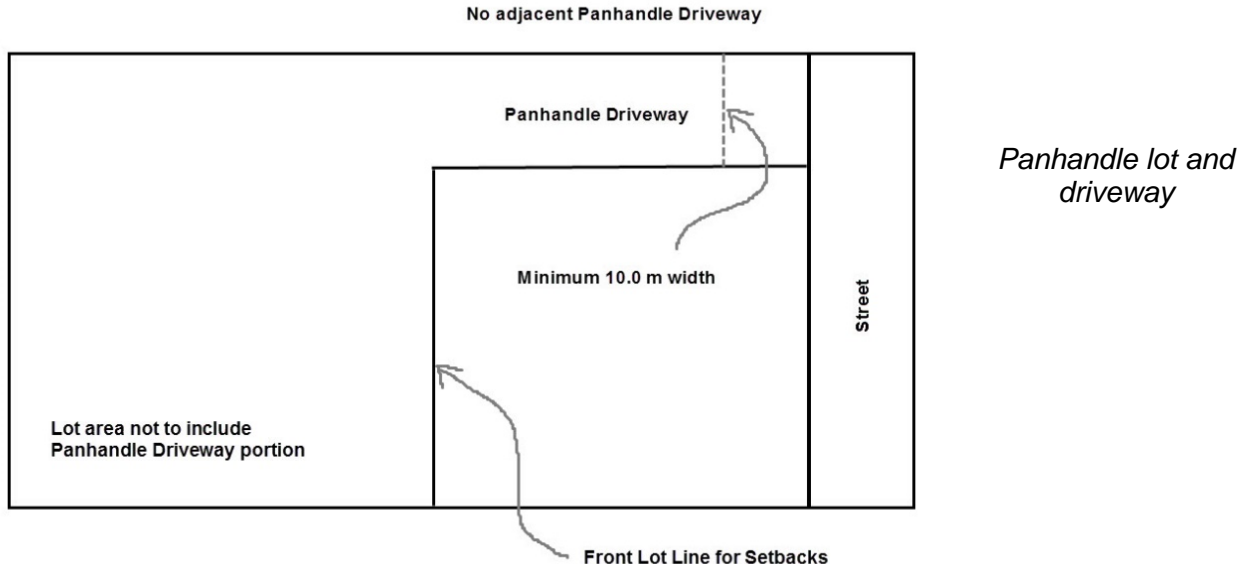 No adjacent Panhandle Driveway
Panhandle Driveway
Panhandle lot and
driveway
Minimum 10.0 m width
Street
Lot area not to include
Panhandle Driveway portion
Front Lot Line for Setbacks